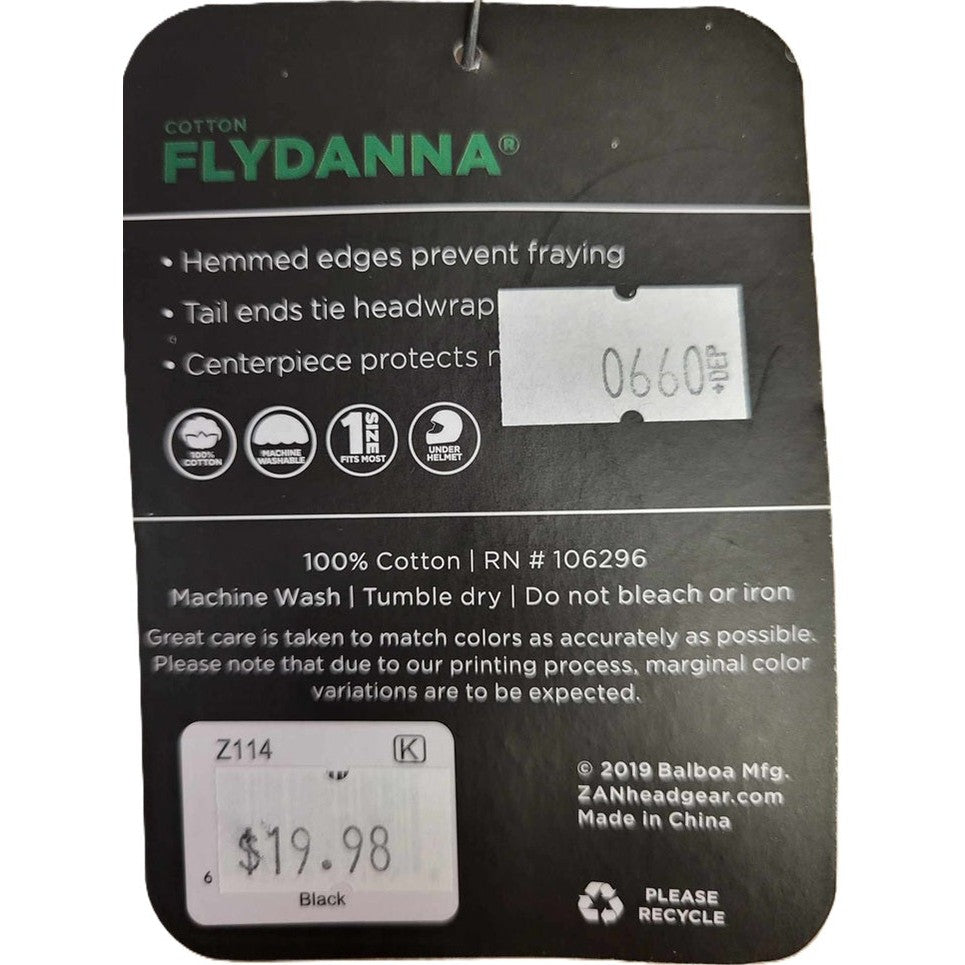 COTTON
FLYDANNA®
• Hemmed edges prevent fraying
• Tail ends tie headwrap
• Centerpiece protects
0660
+DEP
100%
COTTON
MACHINE
WASHABLE
1 SIZE
FITS MOST
UNDER
HELMET
100% Cotton | RN # 106296
Machine Wash | Tumble dry | Do not bleach or iron
Great care is taken to match colors as accurately as possible.
Please note that due to our printing process, marginal color
variations are to be expected.
Z114 K
$19.98
6
Black
© 2019 Balboa Mfg.
ZANheadgear.com
Made in China
PLEASE
RECYCLE